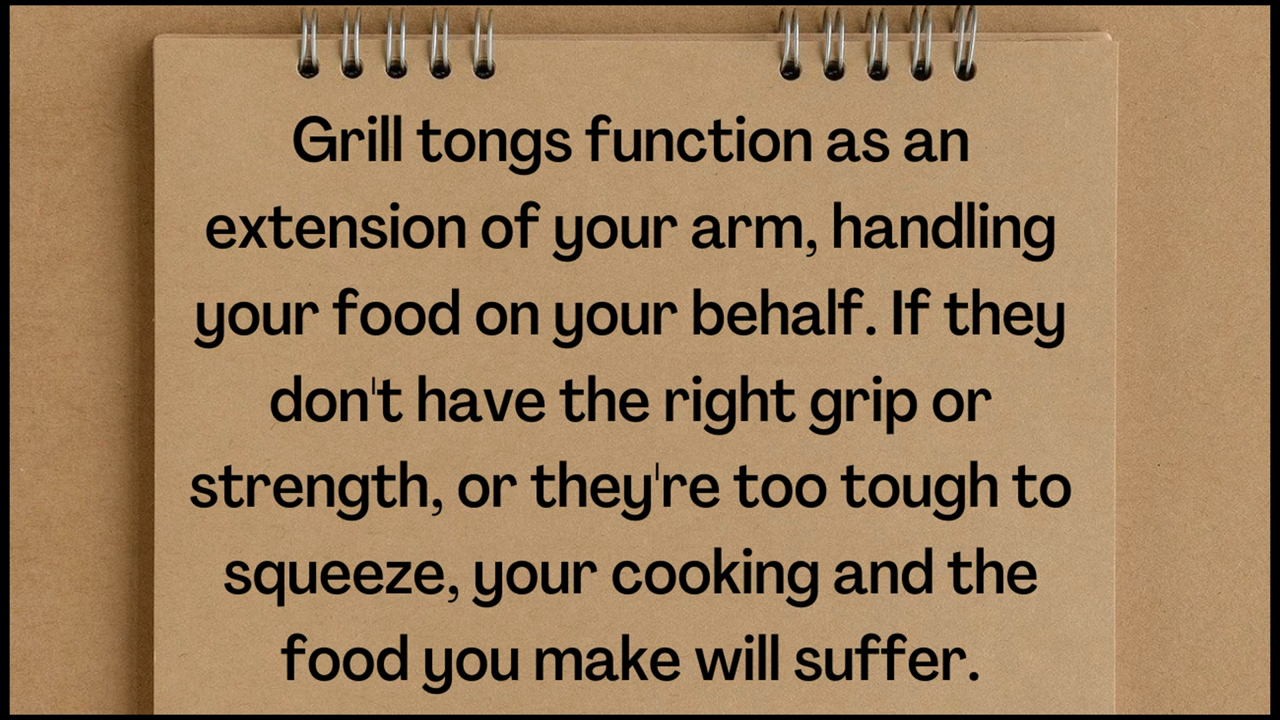 Grill tongs function as an
extension of your arm, handling
your food on your behalf. If they
don't have the right grip or
strength, or they're too tough to
squeeze, your cooking and the
food you make will suffer.